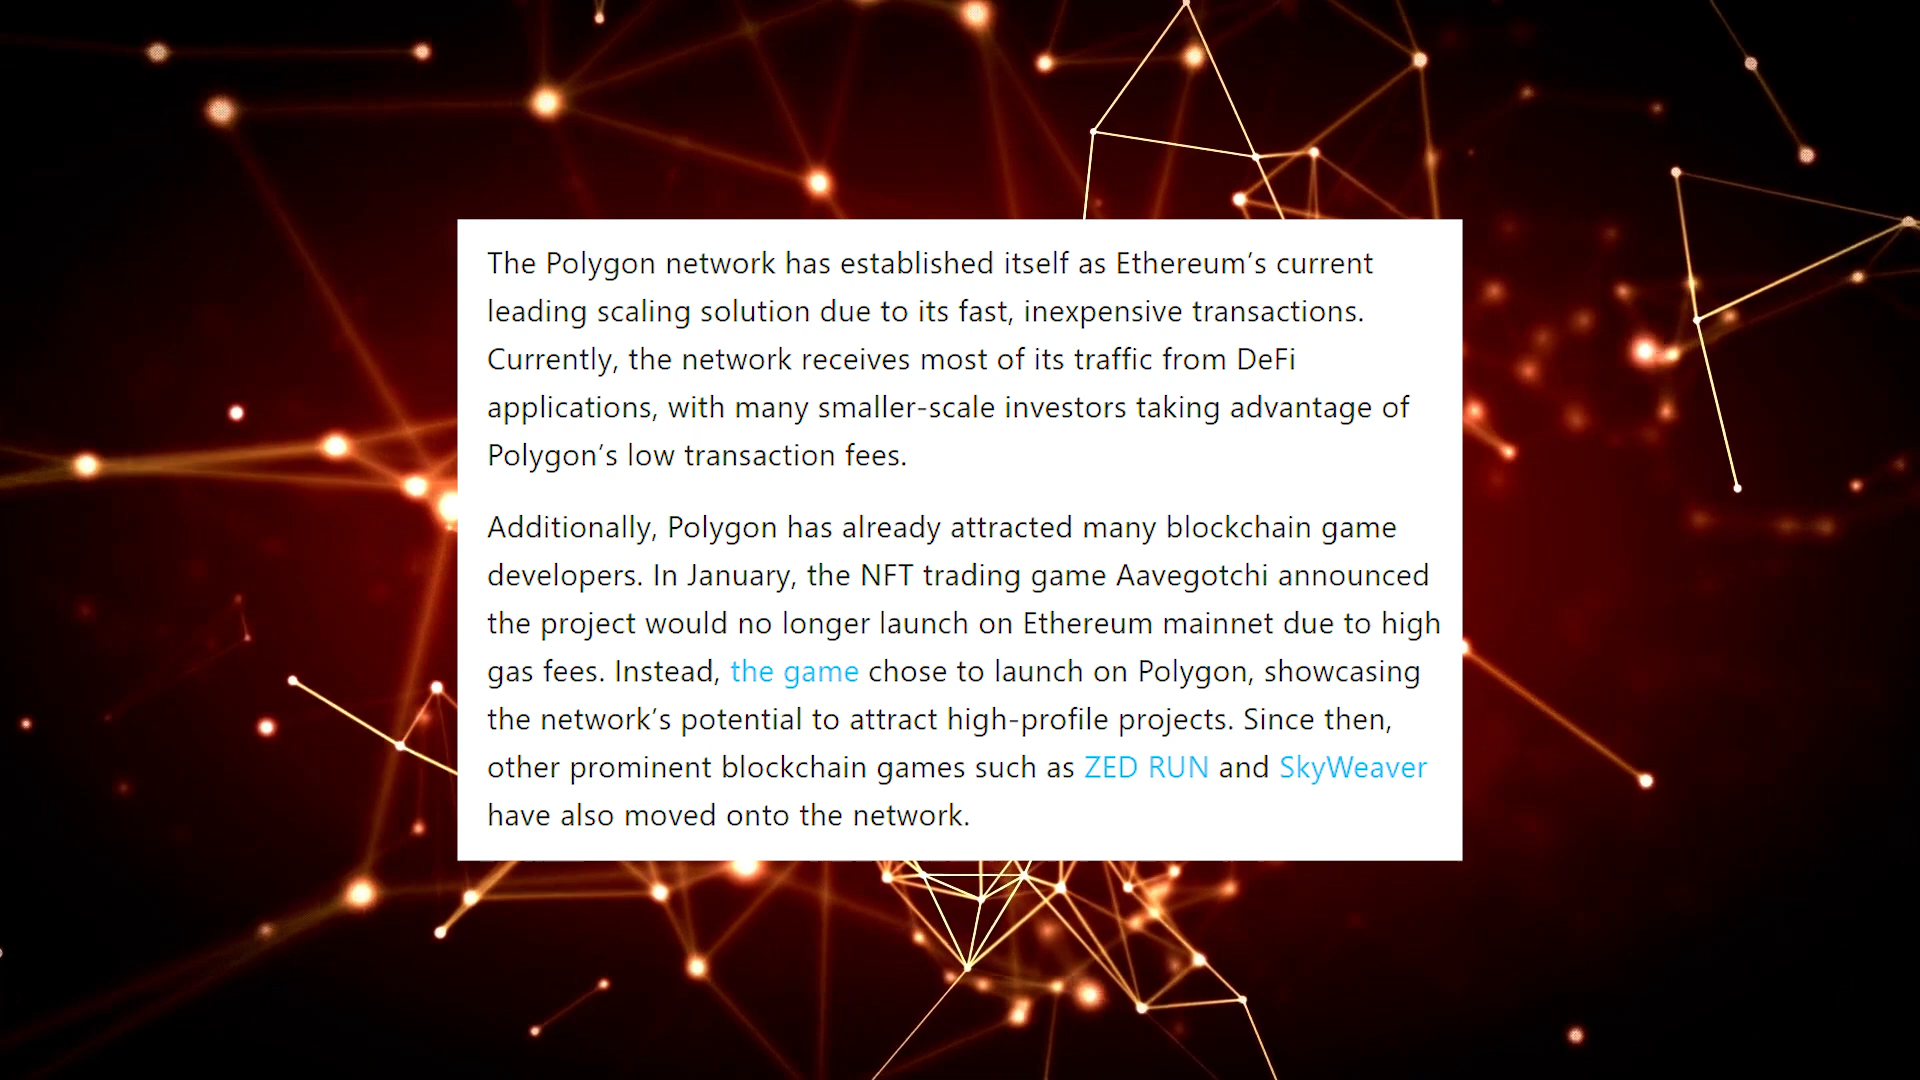 The Polygon network has established itself as Ethereum’s current
leading scaling solution due to its fast, inexpensive transactions.
Currently, the network receives most of its traffic from DeFi
applications, with many smaller-scale investors taking advantage of
Polygon’s low transaction fees.
Additionally, Polygon has already attracted many blockchain game
developers. In January, the NFT trading game Aavegotchi announced
the project would no longer launch on Ethereum mainnet due to high
gas fees. Instead, the game chose to launch on Polygon, showcasing
the network’s potential to attract high-profile projects. Since then,
other prominent blockchain games such as ZED RUN and SkyWeaver
have also moved onto the network.